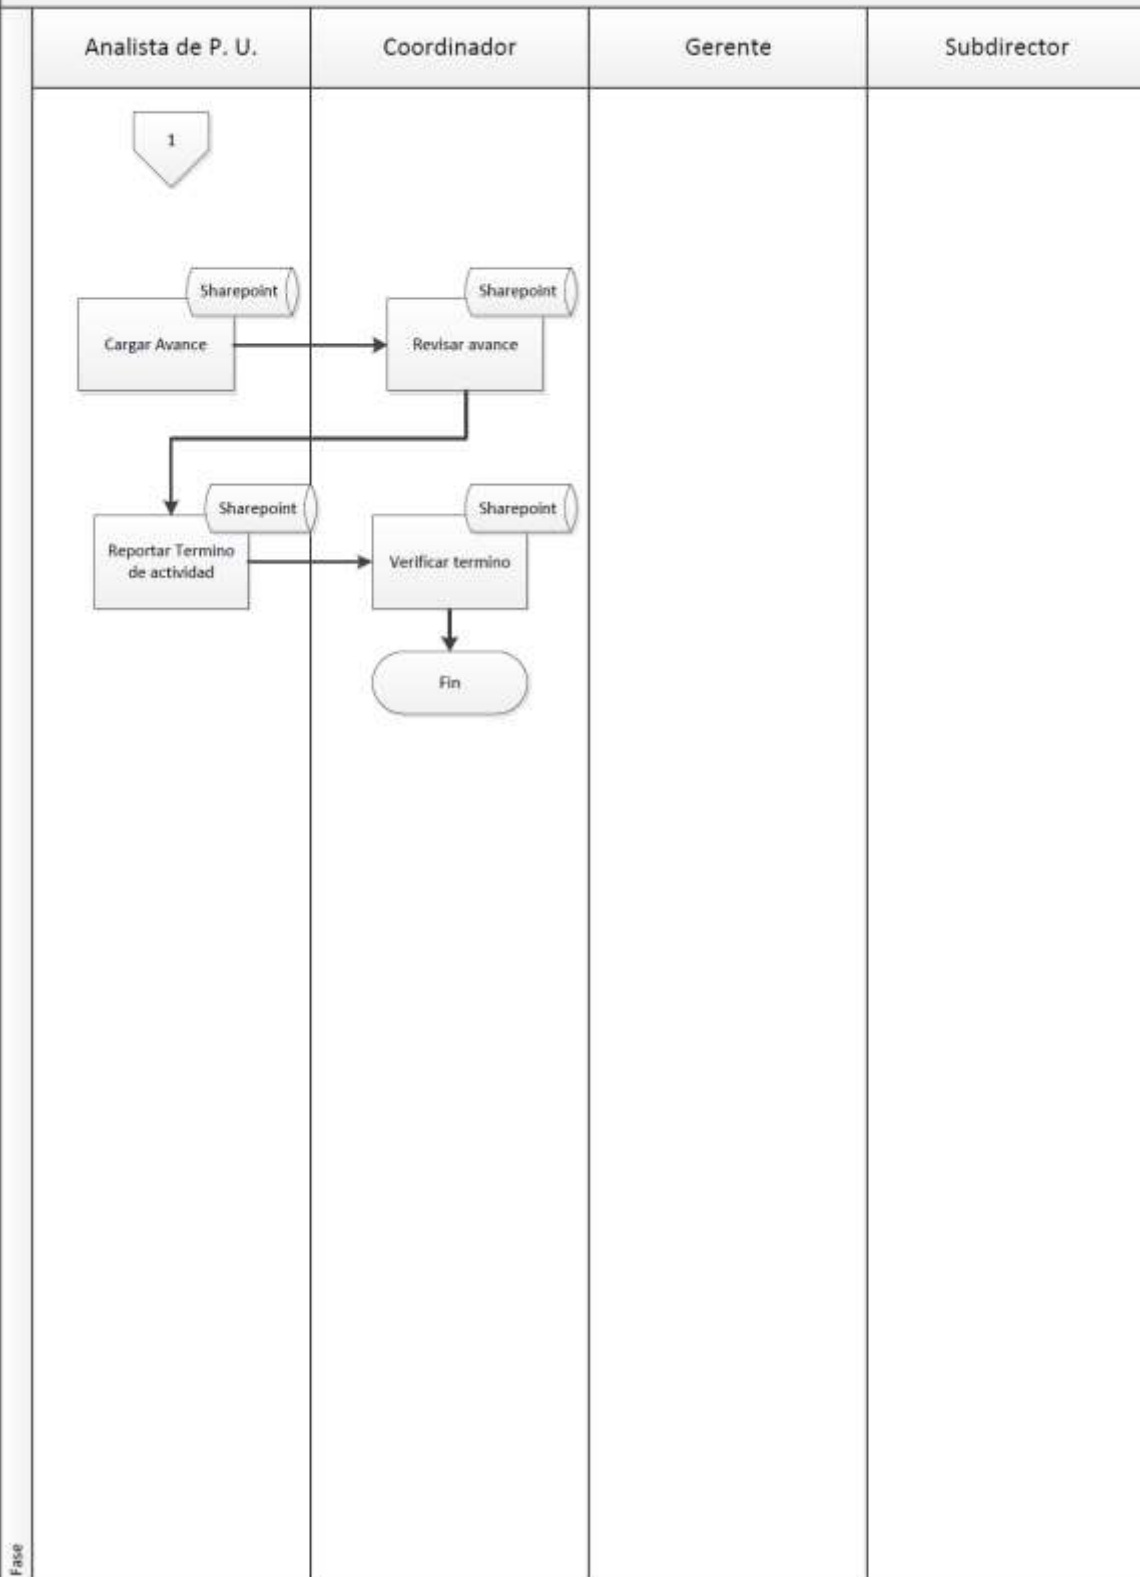 Analista de P. U.
Coordinador
Gerente
Subdirector
1
Sharepoint
Sharepoint
Cargar Avance
Revisar avance
Sharepoint
Sharepoint
Reportar Termino
de actividad
Verificar termino
Fin
Fase